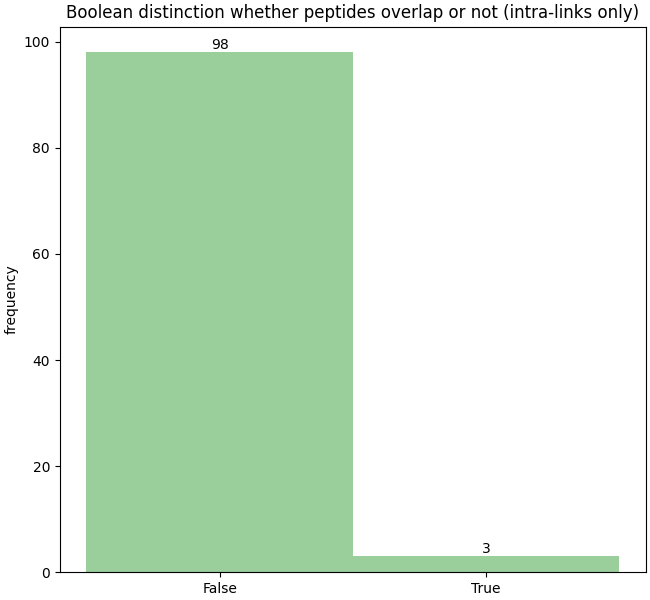 Boolean distinction whether peptides overlap or not (intra-links only)
100
98
80
60
frequency
40
20
3
0
False True